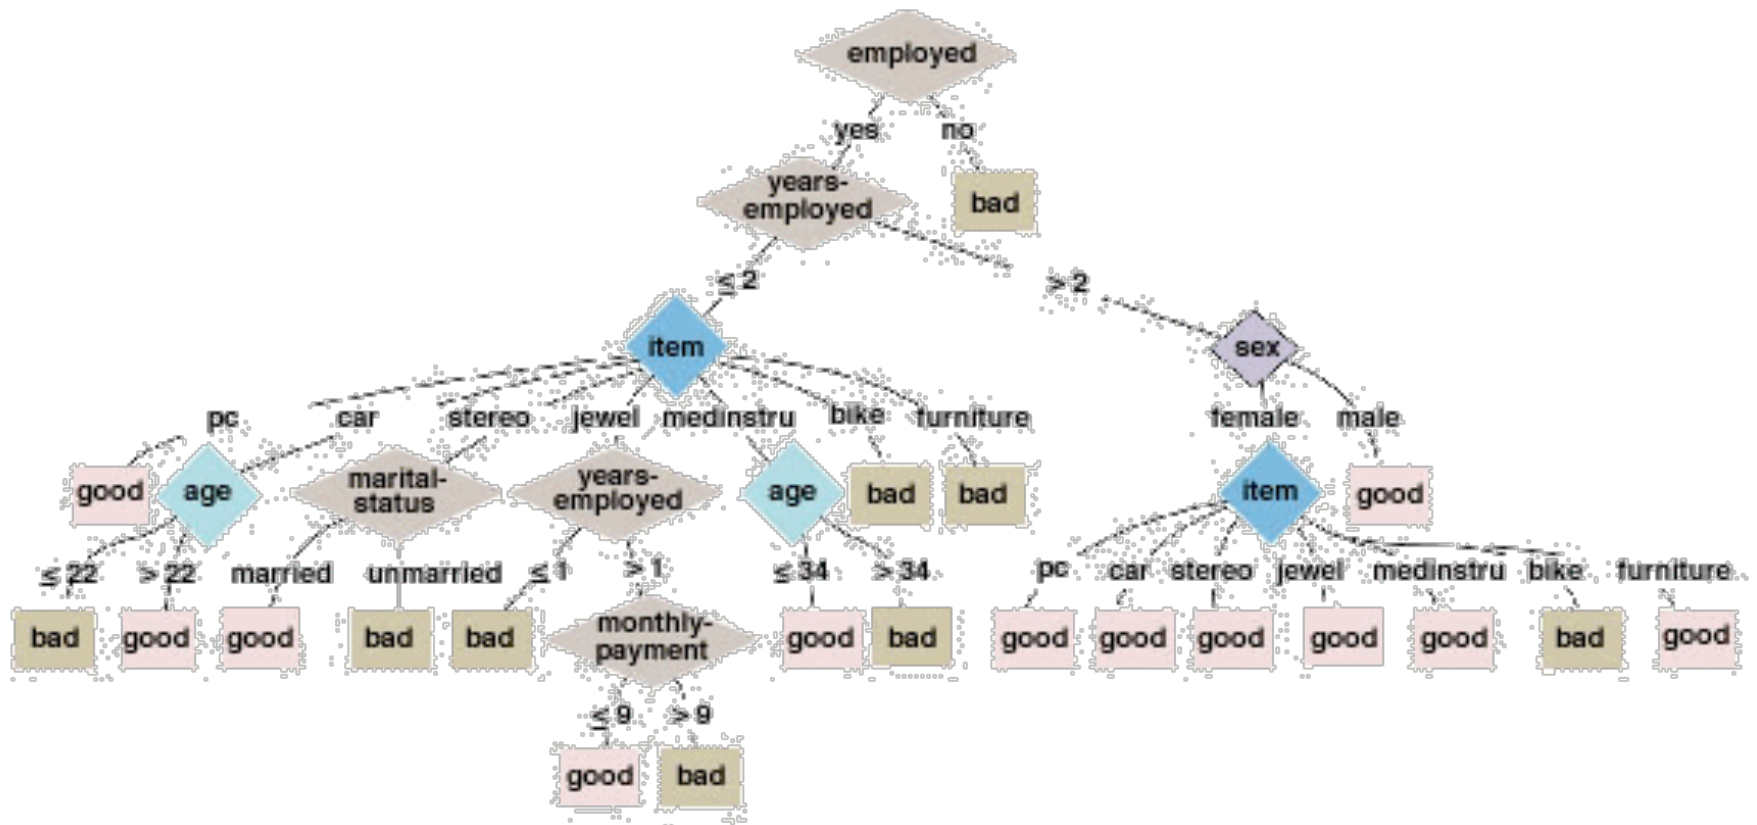 employed
yes no
years-
employed
bad
≤ 2
> 2
item
sex
pc car stereo jewel medinstru bike furniture
female male
good
age
marital-
status
years-
employed
age
bad
bad
item
good
≤ 22 > 22 married unmarried ≤ 1 > 1 ≤ 34 > 34
pc car stereo jewel medinstru bike furniture
bad good good bad bad
monthly-
payment
good bad
good good good good good bad good
≤ 9 > 9
good bad